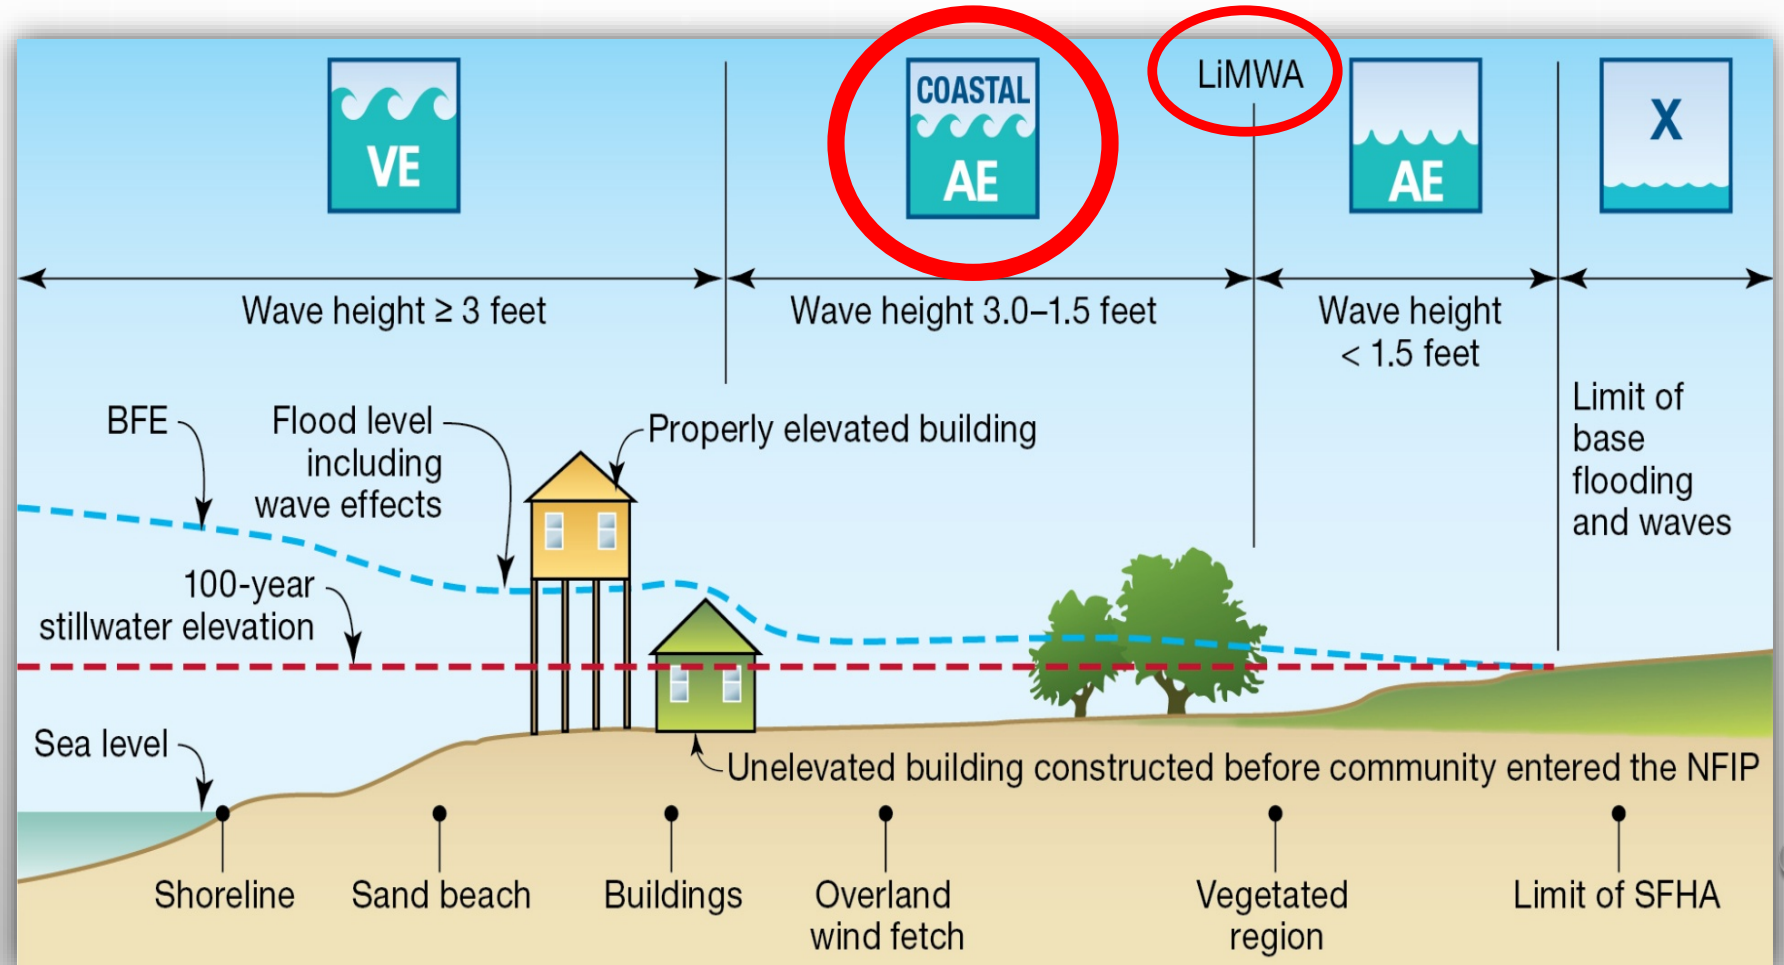 VE
COASTAL
AE
LiMWA
AE
X
Wave height ≥ 3 feet
Wave height 3.0–1.5 feet
Wave height
< 1.5 feet
Limit of
base
flooding
and waves
BFE
Flood level
including
wave effects
Properly elevated building
100-year
stillwater elevation
Sea level
Unelevated building constructed before community entered the NFIP
Shoreline
Sand beach
Buildings
Overland
wind fetch
Vegetated
region
Limit of SFHA